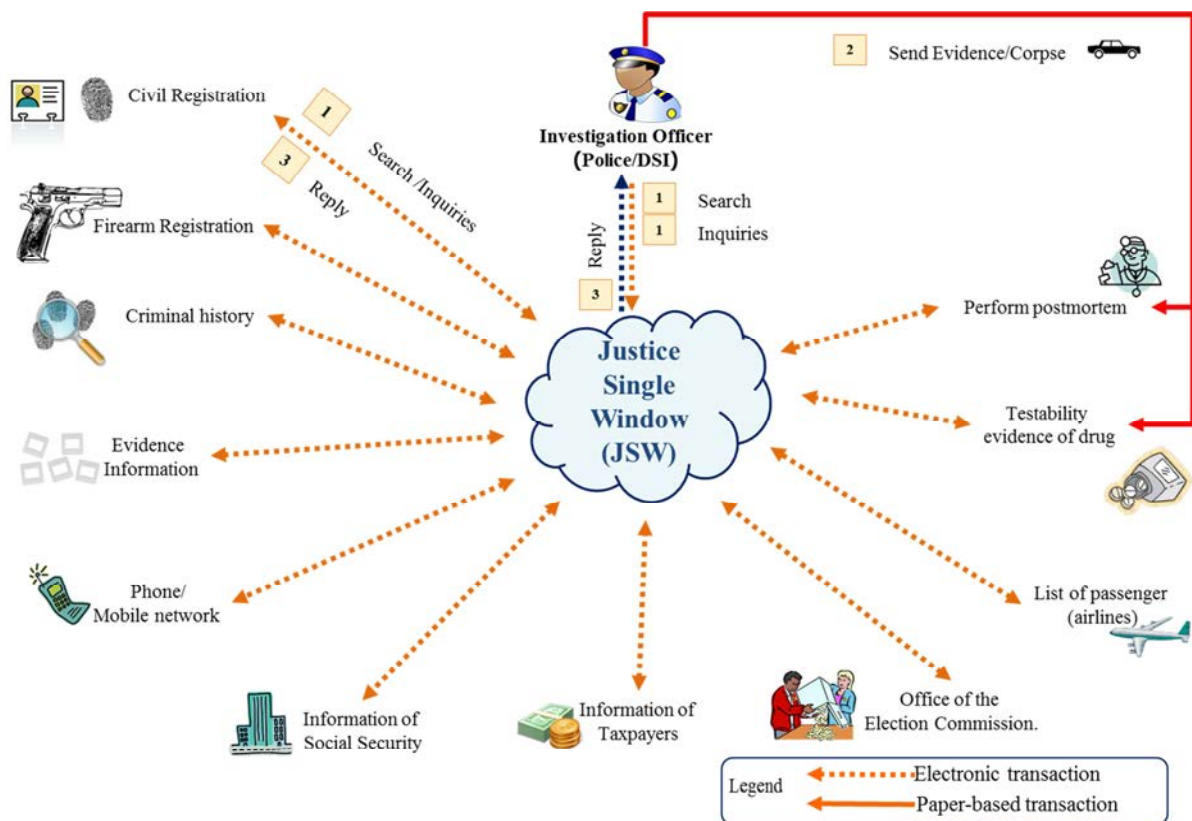 2
Send Evidence/Corpse
Civil Registration
1
Search /Inquiries
3
Reply
Investigation Officer
(Police/DSI)
1
Search
1
Inquiries
Reply
3
Firearm Registration
Criminal history
Evidence
Information
Phone/
Mobile network
Information of
Social Security
Information of
Taxpayers
Office of the
Election Commission.
List of passenger
(airlines)
Testability
evidence of drug
Perform postmortem
Justice
Single
Window
(JSW)
Legend
Electronic transaction
Paper-based transaction